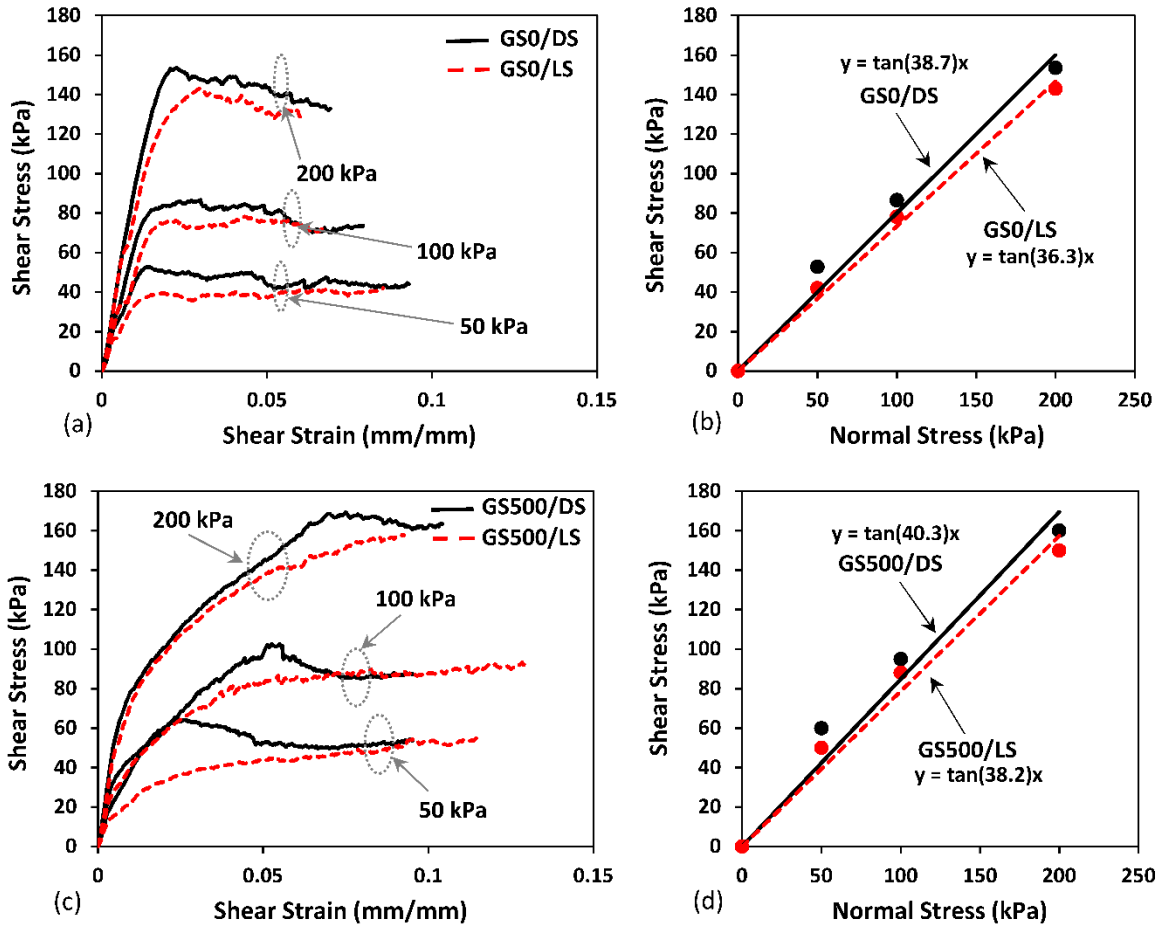 180
160
140
120
100
80
60
40
20
0
Shear Stress (kPa)
GS0/DS
GS0/LS
200 kPa
100 kPa
50 kPa
0
0.05
0.1
0.15
Shear Strain (mm/mm)
(a)
180
160
140
120
100
80
60
40
20
0
Shear Stress (kPa)
y = tan(38.7)x
GS0/DS
GS0/LS
y = tan(36.3)x
0
50
100
150
200
250
Normal Stress (kPa)
(b)
180
160
140
120
100
80
60
40
20
0
Shear Stress (kPa)
GS500/DS
GS500/LS
200 kPa
100 kPa
50 kPa
0
0.05
0.1
0.15
Shear Strain (mm/mm)
(c)
180
160
140
120
100
80
60
40
20
0
Shear Stress (kPa)
y = tan(40.3)x
GS500/DS
GS500/LS
y = tan(38.2)x
0
50
100
150
200
250
Normal Stress (kPa)
(d)